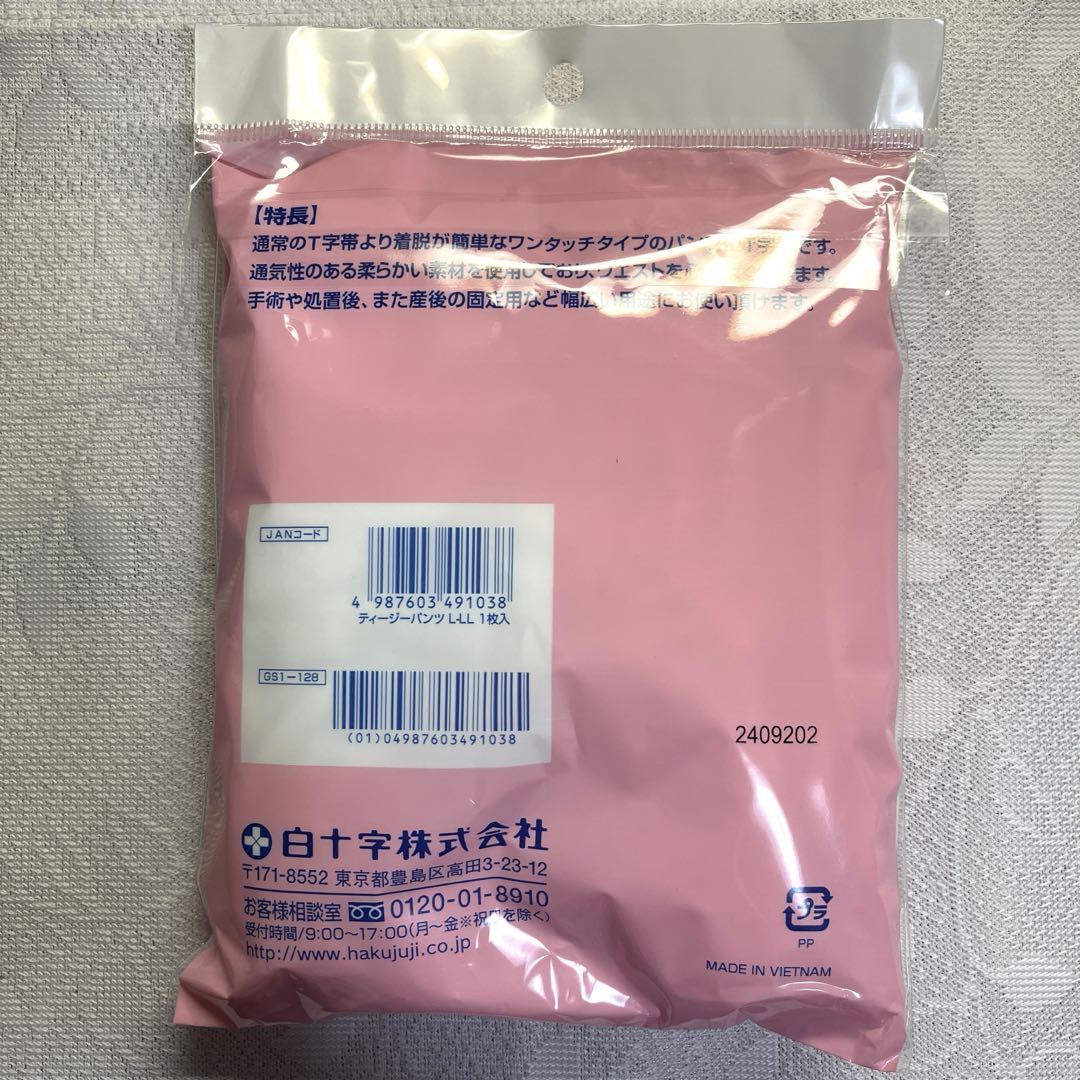 【特長】
通常のT字帯より着脱が簡単なワンタッチタイプのパン です。
通気性のある柔らかい素材を使用しており、ウエストを ます。
手術や処置後、また産後の固定用など幅広い用途にお使い頂けます。
JANコード
4 987603 491038
ティージーパンツ L-LL 1枚入
GS1-128
(01)04987603491038
2409202
白十字株式会社
〒171-8552 東京都豊島区高田3-23-12
お客様相談室 0120-01-8910
受付時間/9:00~17:00(月~金※祝日を除く)
http://www.hakujuji.co.jp
プラ
PP
MADE IN VIETNAM